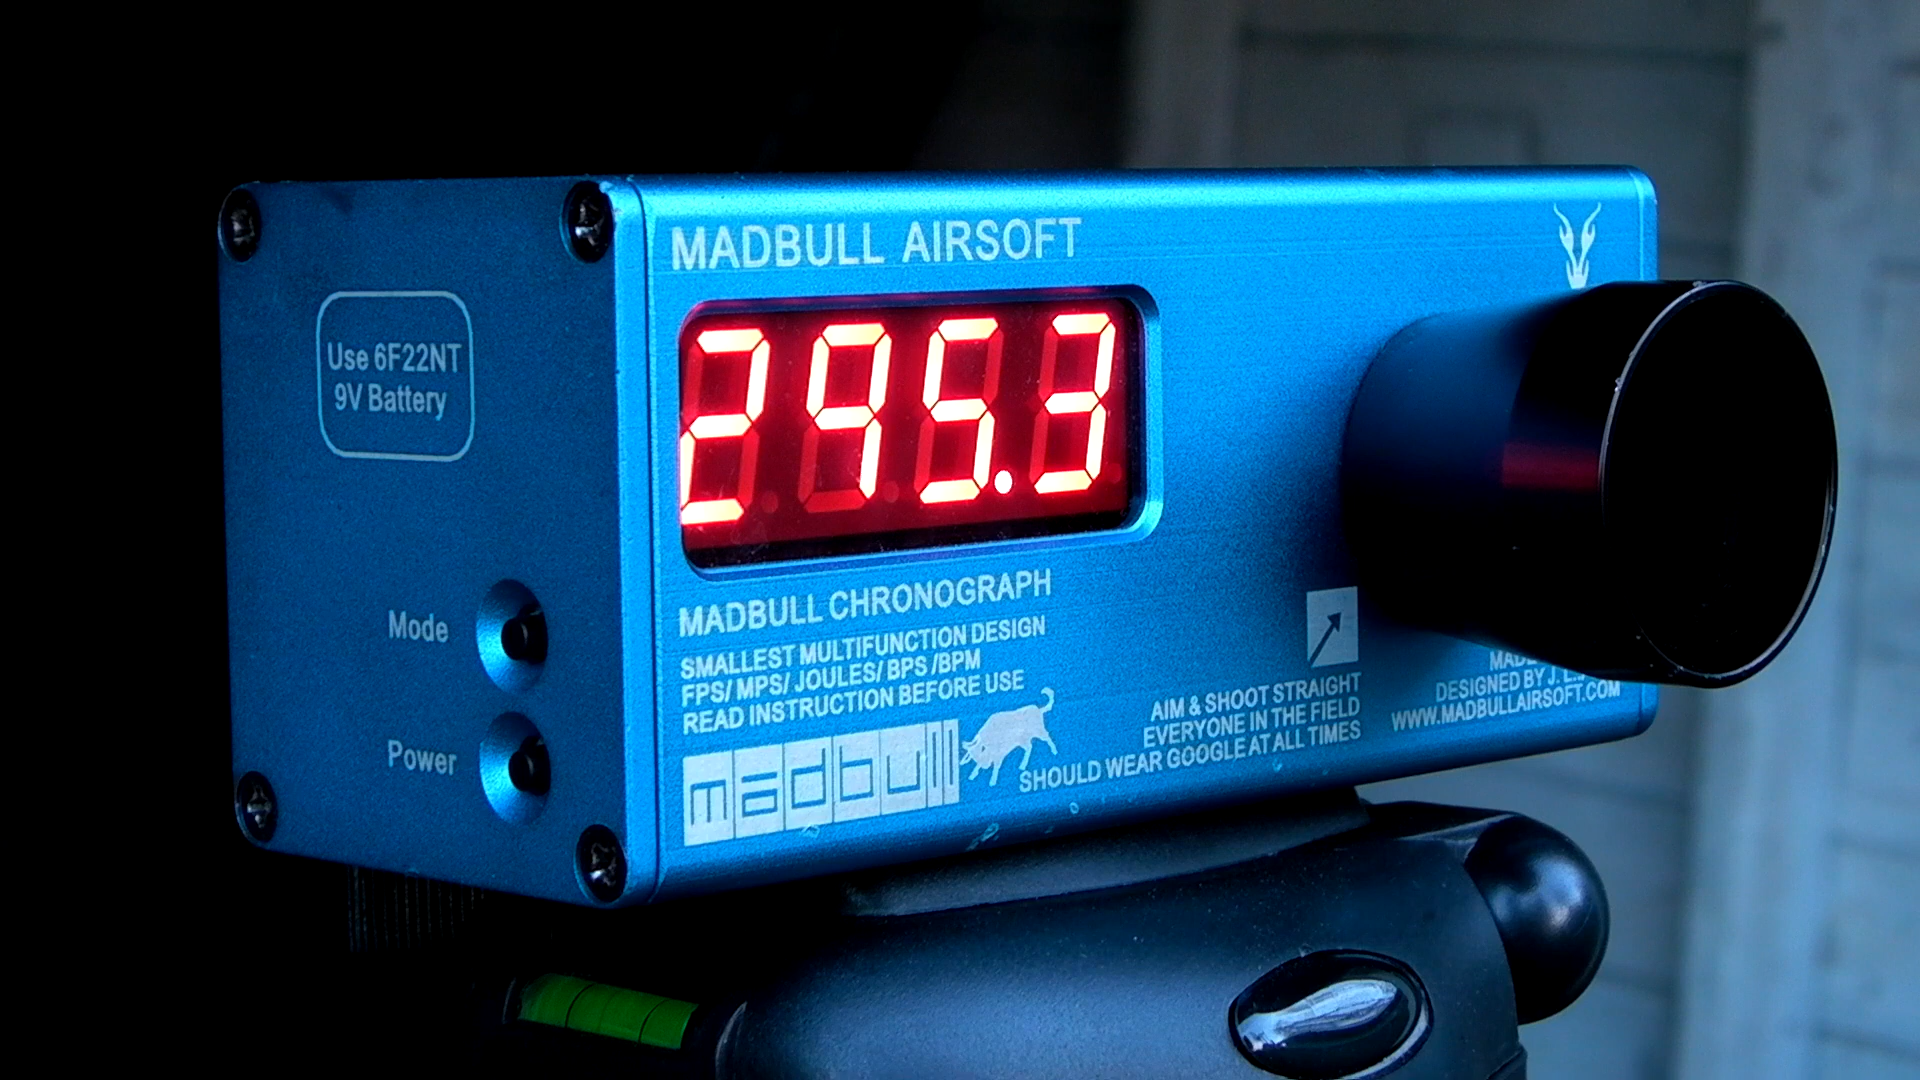 MADBULL AIRSOFT
Use 6F22NT
9V Battery
295.3
Mode
Power
MADBULL CHRONOGRAPH
SMALLEST MULTIFUNCTION DESIGN
FPS/ MPS/ JOULES/ BPS /BPM
READ INSTRUCTION BEFORE USE
madbull
AIM & SHOOT STRAIGHT
EVERYONE IN THE FIELD
SHOULD WEAR GOOGLE AT ALL TIMES
DESIGNED BY J.
WWW.MADBULLAIRSOFT.COM